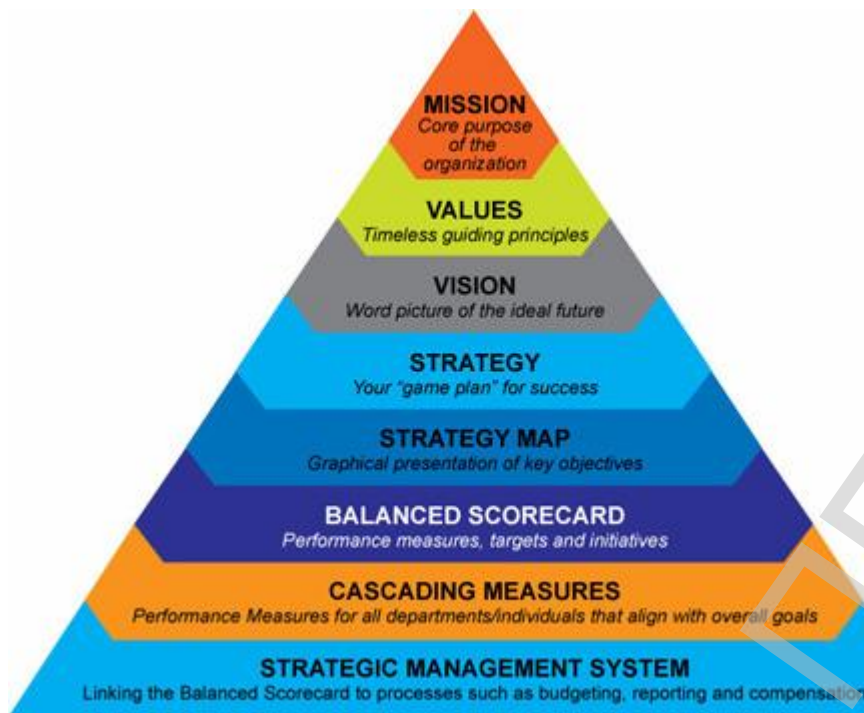 MISSION
Core purpose
of the
organization
VALUES
Timeless guiding principles
VISION
Word picture of the ideal future
STRATEGY
Your “game plan” for success
STRATEGY MAP
Graphical presentation of key objectives
BALANCED SCORECARD
Performance measures, targets and initiatives
CASCADING MEASURES
Performance Measures for all departments/individuals that align with overall goals
STRATEGIC MANAGEMENT SYSTEM
Linking the Balanced Scorecard to processes such as budgeting, reporting and compensation